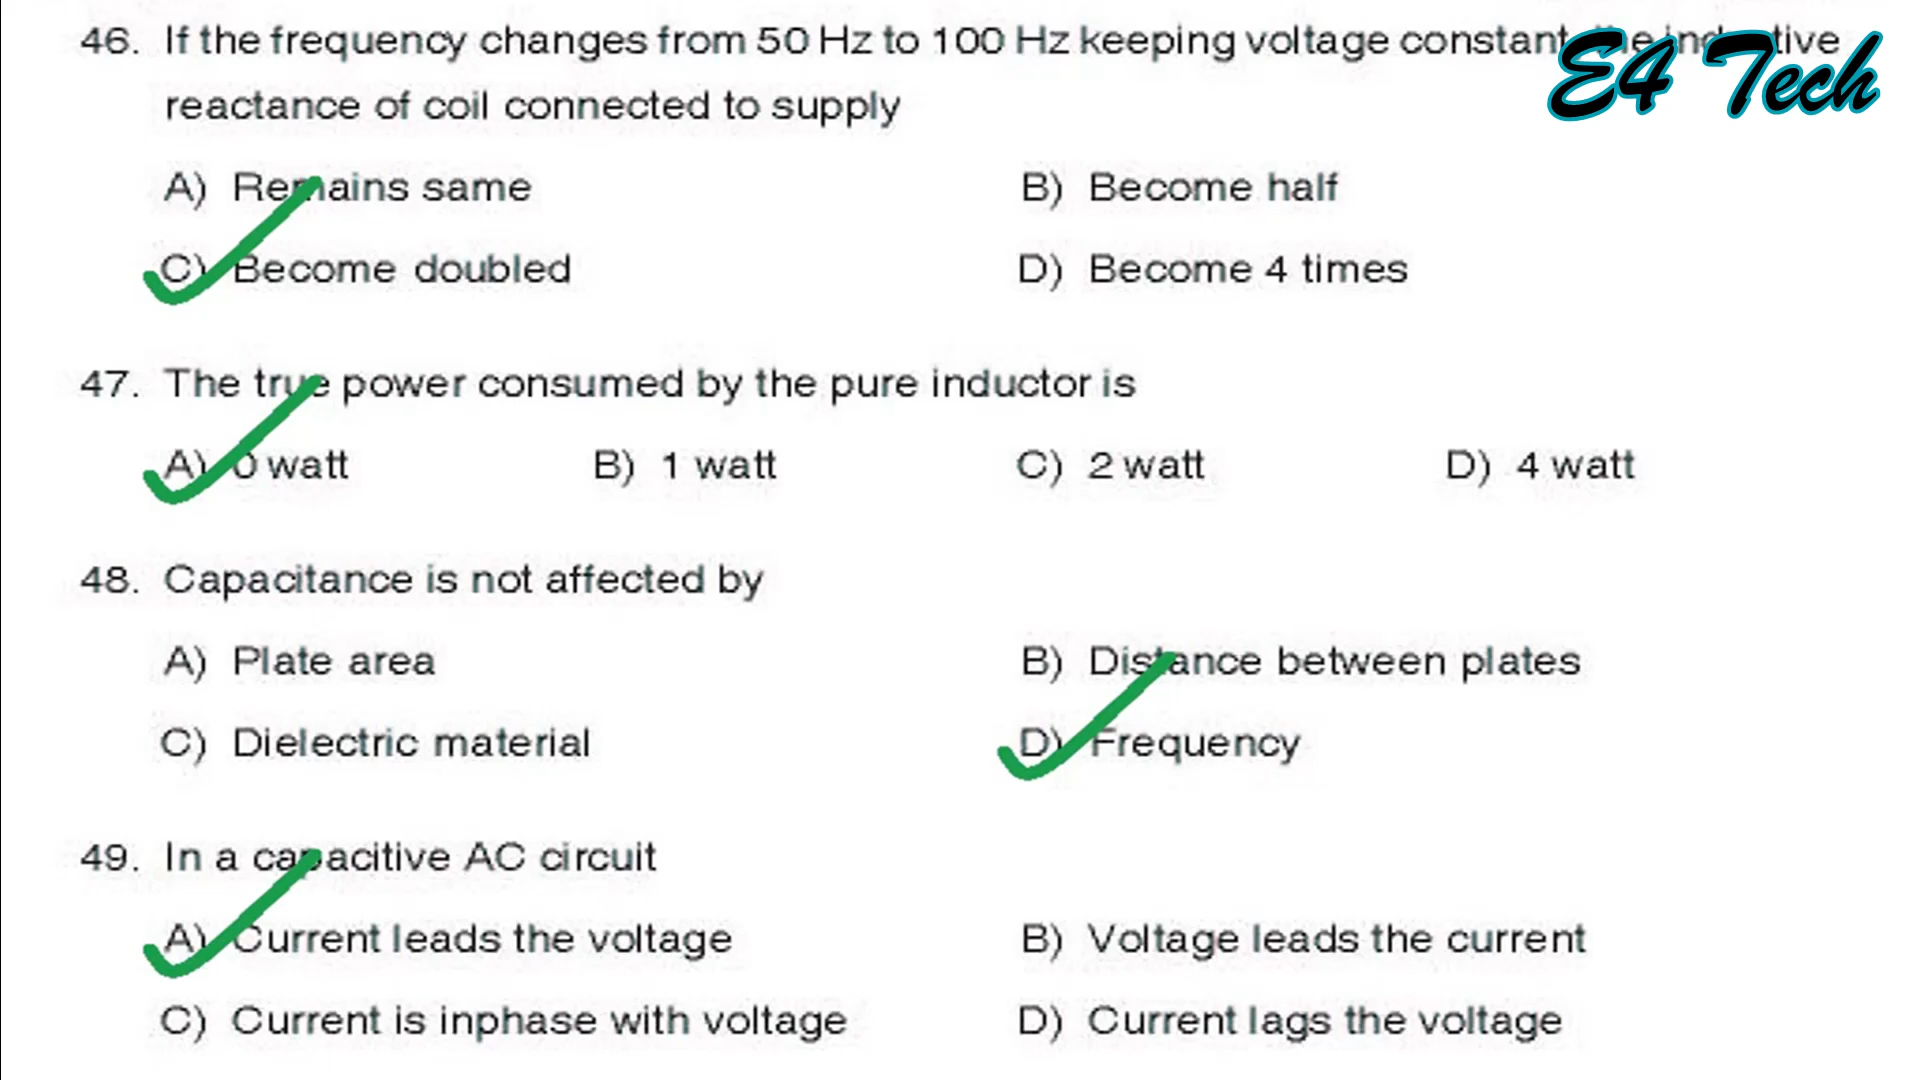 46. If the frequency changes from 50 Hz to 100 Hz keeping voltage constant
E4 Tech
reactance of coil connected to supply
A) Remains same
B) Become half
C) Become doubled
D) Become 4 times
47. The true power consumed by the pure inductor is
A) 0 watt
B) 1 watt
C) 2 watt
D) 4 watt
48. Capacitance is not affected by
A) Plate area
B) Distance between plates
C) Dielectric material
D) Frequency
49. In a capacitive AC circuit
A) Current leads the voltage
B) Voltage leads the current
C) Current is inphase with voltage
D) Current lags the voltage